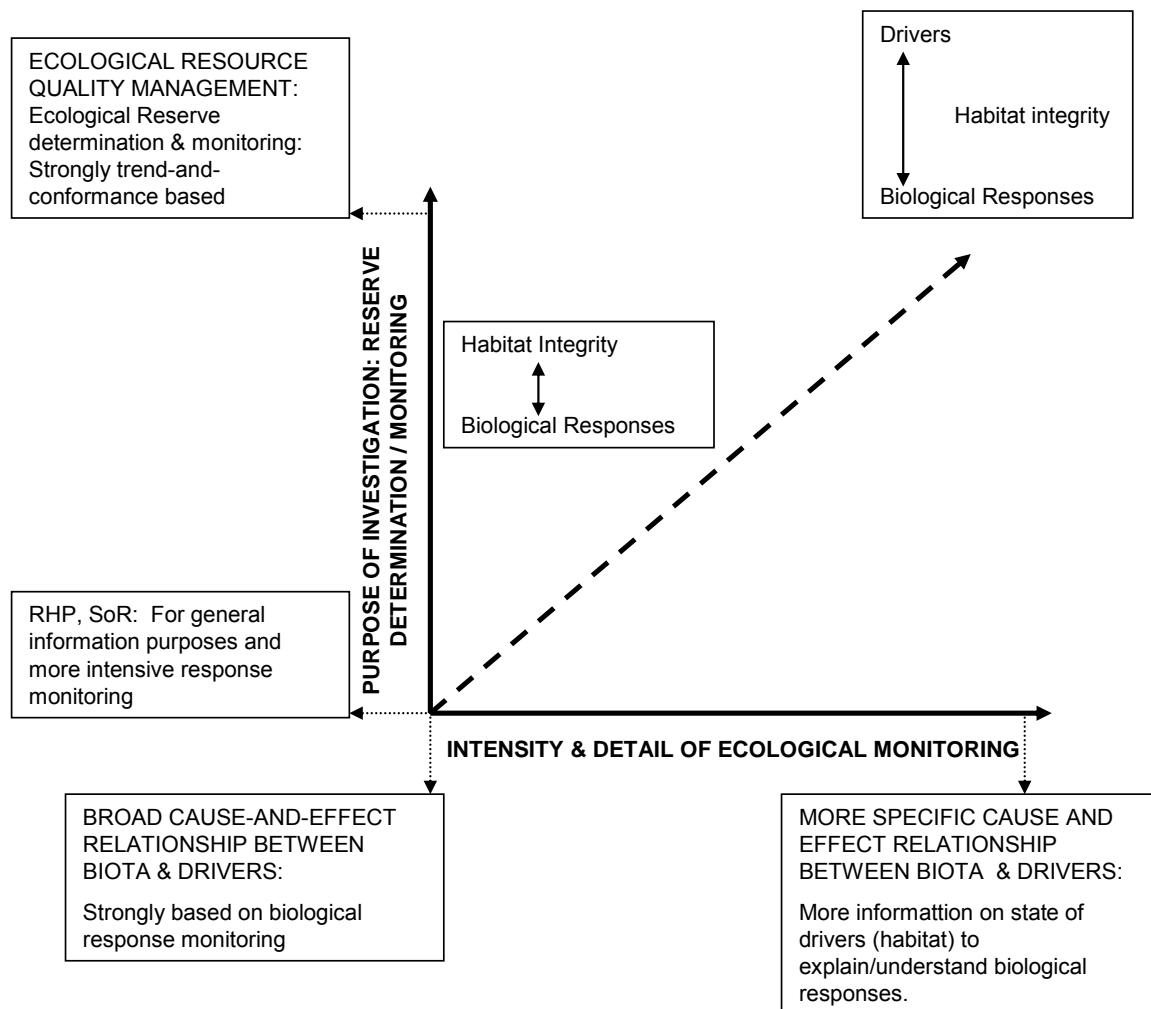 ECOLOGICAL RESOURCE
QUALITY MANAGEMENT:
Ecological Reserve
determination & monitoring:
Strongly trend-and-
conformance based
Drivers
Habitat integrity
Biological Responses
PURPOSE OF INVESTIGATION: RESERVE
DETERMINATION / MONITORING
Habitat Integrity
Biological Responses
RHP, SoR:  For general
information purposes and
more intensive response
monitoring
INTENSITY & DETAIL OF ECOLOGICAL MONITORING
BROAD CAUSE-AND-EFFECT
RELATIONSHIP BETWEEN
BIOTA & DRIVERS:
Strongly based on biological
response monitoring
MORE SPECIFIC CAUSE AND
EFFECT RELATIONSHIP
BETWEEN BIOTA  & DRIVERS:
More informattion on state of
drivers (habitat) to
explain/understand biological
responses.